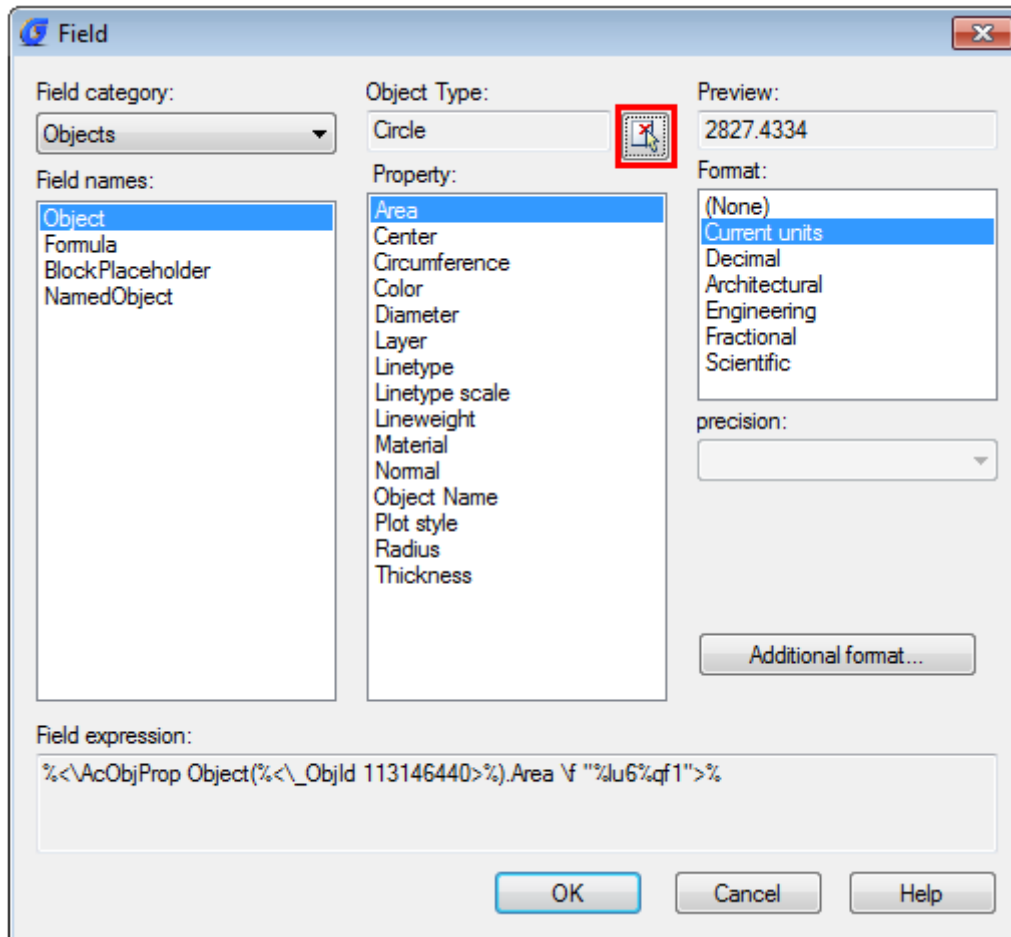 Field
Field category:
Objects
Field names:
Object
Formula
BlockPlaceholder
NamedObject
Object Type:
Circle
Property:
Area
Center
Circumference
Color
Diameter
Layer
Linetype
Linetype scale
Lineweight
Material
Normal
Object Name
Plot style
Radius
Thickness
Preview:
2827.4334
Format:
(None)
Current units
Decimal
Architectural
Engineering
Fractional
Scientific
precision:
Additional format...
Field expression:
%<\AcObjProp Object(%<\_ObjId 113146440>%).Area \f "%lu6%qf1">%
OK
Cancel
Help